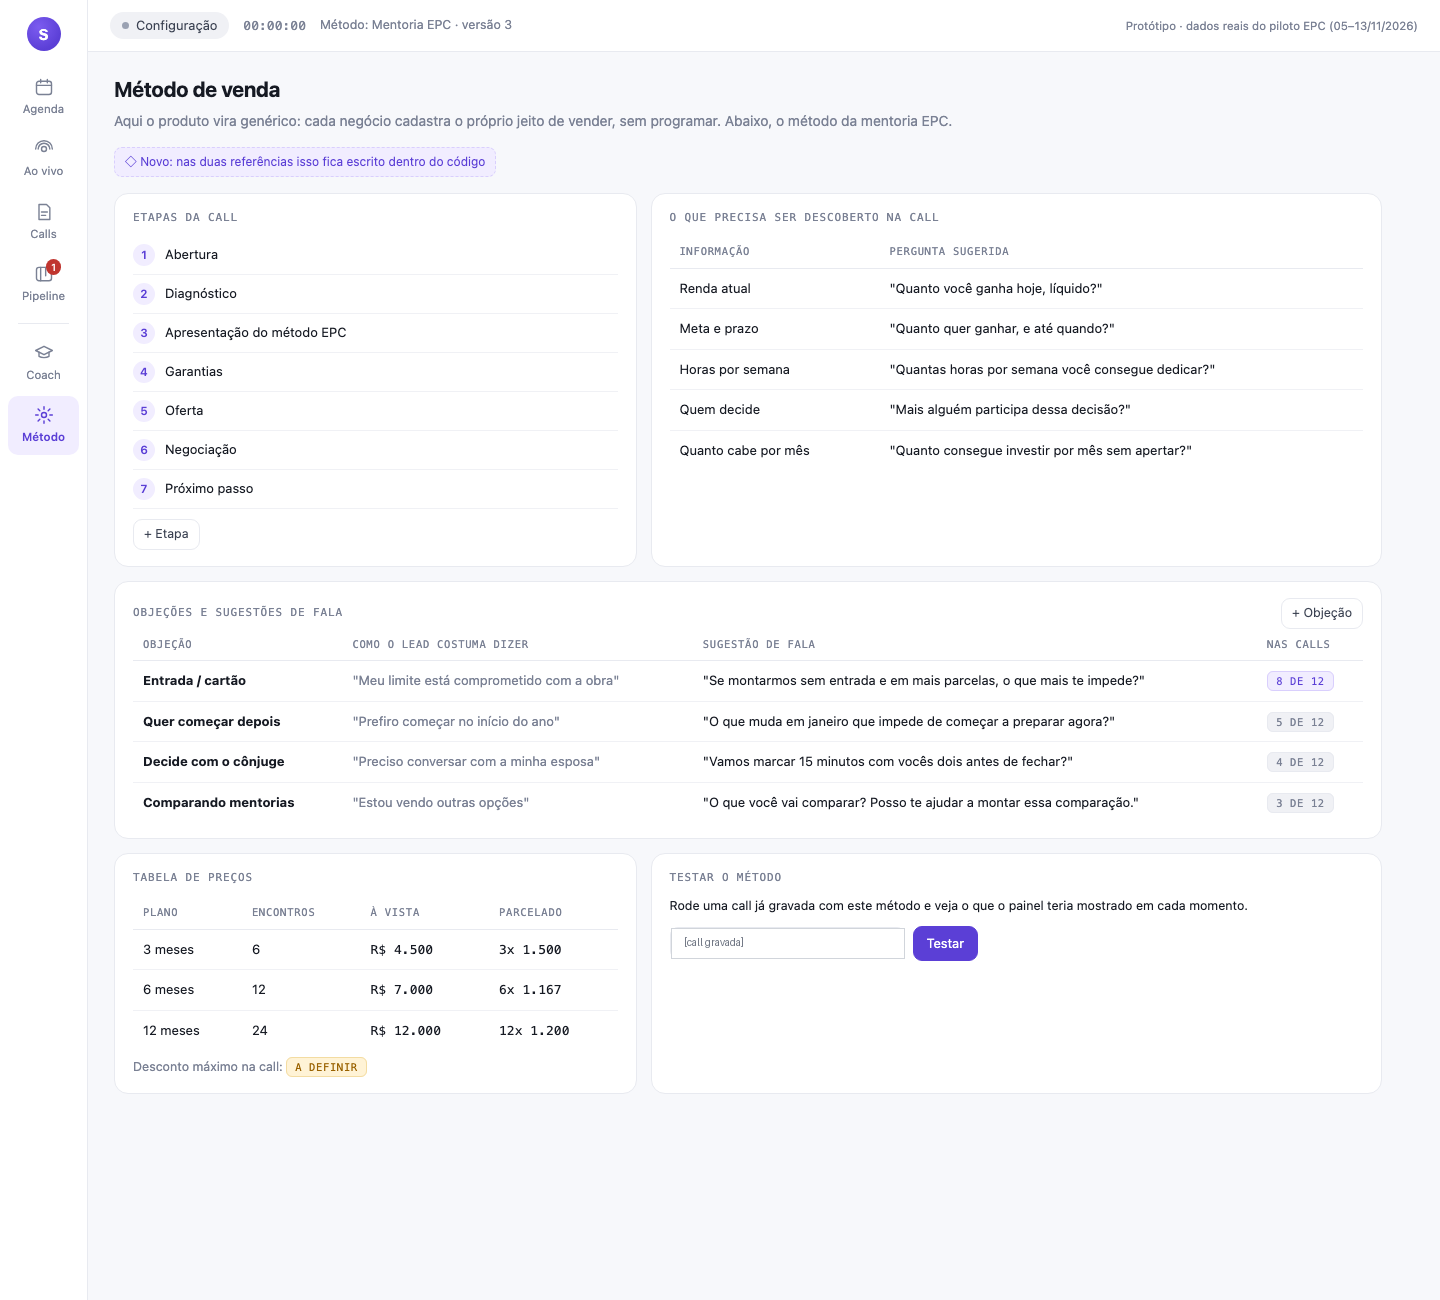 S
Configuração
00:00:00
Método: Mentoria EPC · versão 3
Protótipo · dados reais do piloto EPC (05–13/11/2026)
Agenda
Ao vivo
Calls
1
Pipeline
Coach
Método
Método de venda
Aqui o produto vira genérico: cada negócio cadastra o próprio jeito de vender, sem programar. Abaixo, o método da mentoria EPC.
◇ Novo: nas duas referências isso fica escrito dentro do código
ETAPAS DA CALL
1 Abertura
2 Diagnóstico
3 Apresentação do método EPC
4 Garantias
5 Oferta
6 Negociação
7 Próximo passo
+ Etapa
O QUE PRECISA SER DESCOBERTO NA CALL
INFORMAÇÃO PERGUNTA SUGERIDA
Renda atual "Quanto você ganha hoje, líquido?"
Meta e prazo "Quanto quer ganhar, e até quando?"
Horas por semana "Quantas horas por semana você consegue dedicar?"
Quem decide "Mais alguém participa dessa decisão?"
Quanto cabe por mês "Quanto consegue investir por mês sem apertar?"
OBJEÇÕES E SUGESTÕES DE FALA
+ Objeção
OBJEÇÃO COMO O LEAD COSTUMA DIZER SUGESTÃO DE FALA NAS CALLS
Entrada / cartão "Meu limite está comprometido com a obra" "Se montarmos sem entrada e em mais parcelas, o que mais te impede?" 8 DE 12
Quer começar depois "Prefiro começar no início do ano" "O que muda em janeiro que impede de começar a preparar agora?" 5 DE 12
Decide com o cônjuge "Preciso conversar com a minha esposa" "Vamos marcar 15 minutos com vocês dois antes de fechar?" 4 DE 12
Comparando mentorias "Estou vendo outras opções" "O que você vai comparar? Posso te ajudar a montar essa comparação." 3 DE 12
TABELA DE PREÇOS
PLANO ENCONTROS À VISTA PARCELADO
3 meses 6 R$ 4.500 3x 1.500
6 meses 12 R$ 7.000 6x 1.167
12 meses 24 R$ 12.000 12x 1.200
Desconto máximo na call: A DEFINIR
TESTAR O MÉTODO
Rode uma call já gravada com este método e veja o que o painel teria mostrado em cada momento.
[call gravada]
Testar